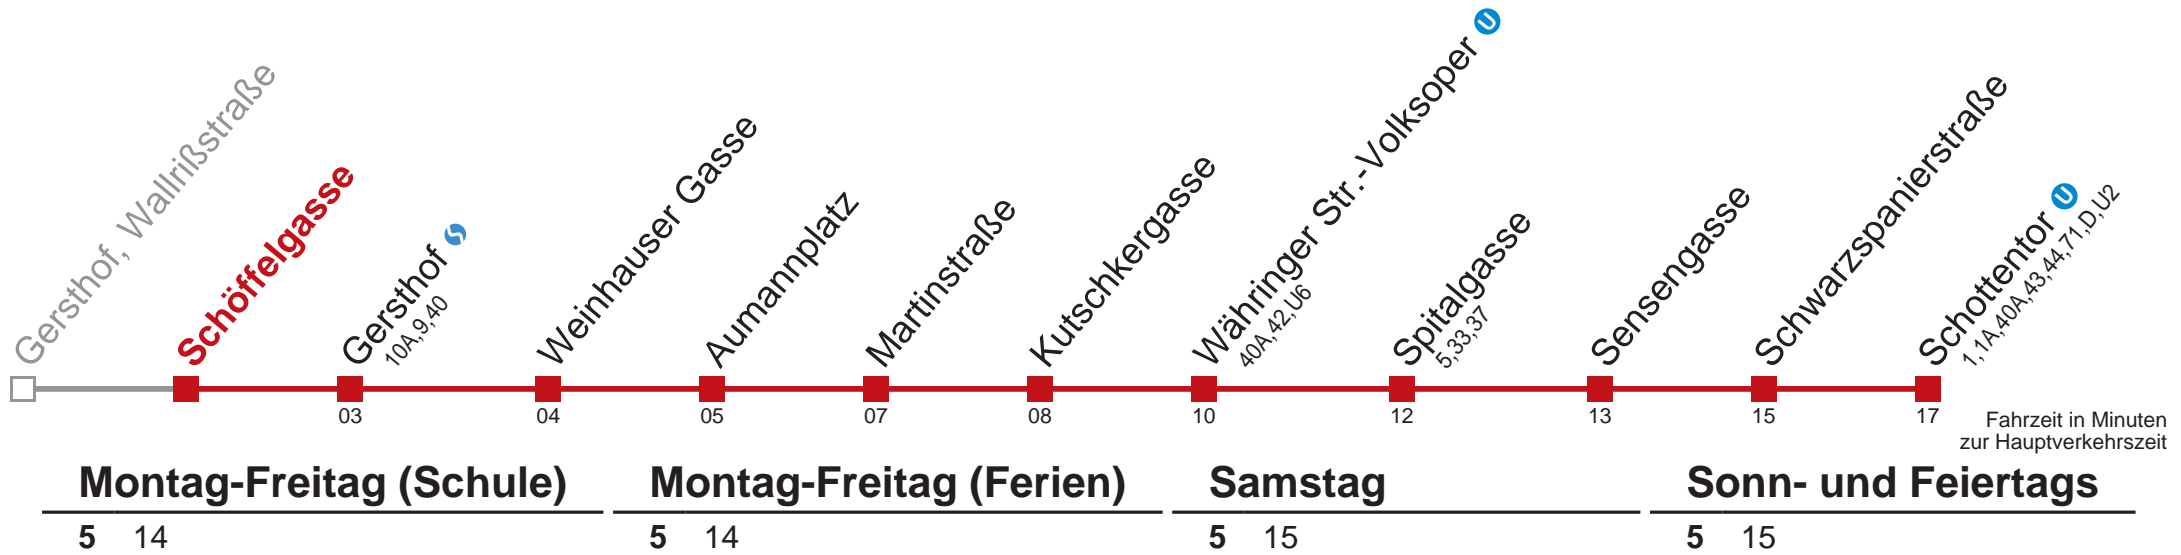 Gersthof, Wallrißstraße
Schöffelgasse
Gersthof
10A,9,40
Weinhauser Gasse
Aumannplatz
Martinstraße
Kutschkergasse
Währinger Str.-Volksoper U
40A,42,U6
Spitalgasse
5,33,37
Sensengasse
Schwarzspanierstraße
Schottentor U
1,1A,40A,43,44,71,D,U2
03 04 05 07 08 10 12 13 15 17
Fahrzeit in Minuten
zur Hauptverkehrszeit
Montag-Freitag (Schule) Montag-Freitag (Ferien) Samstag Sonn- und Feiertags
5 14 5 14 5 15 5 15